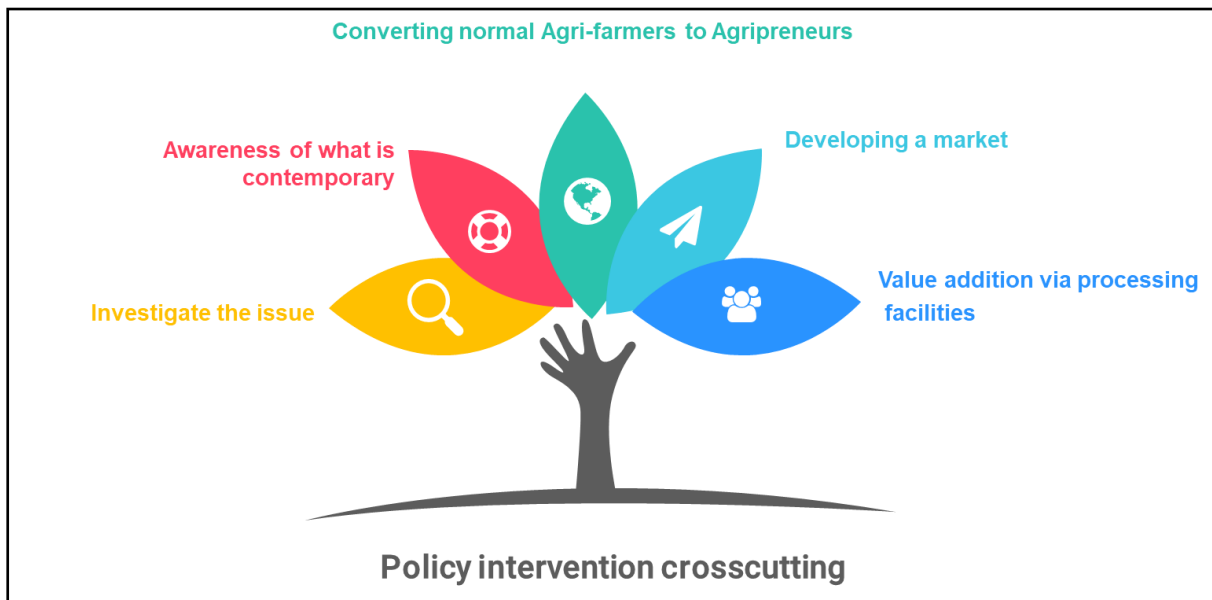 Converting normal Agri-farmers to Agripreneurs
Awareness of what is
contemporary
Developing a market
Investigate the issue
Value addition via processing
facilities
Policy intervention crosscutting